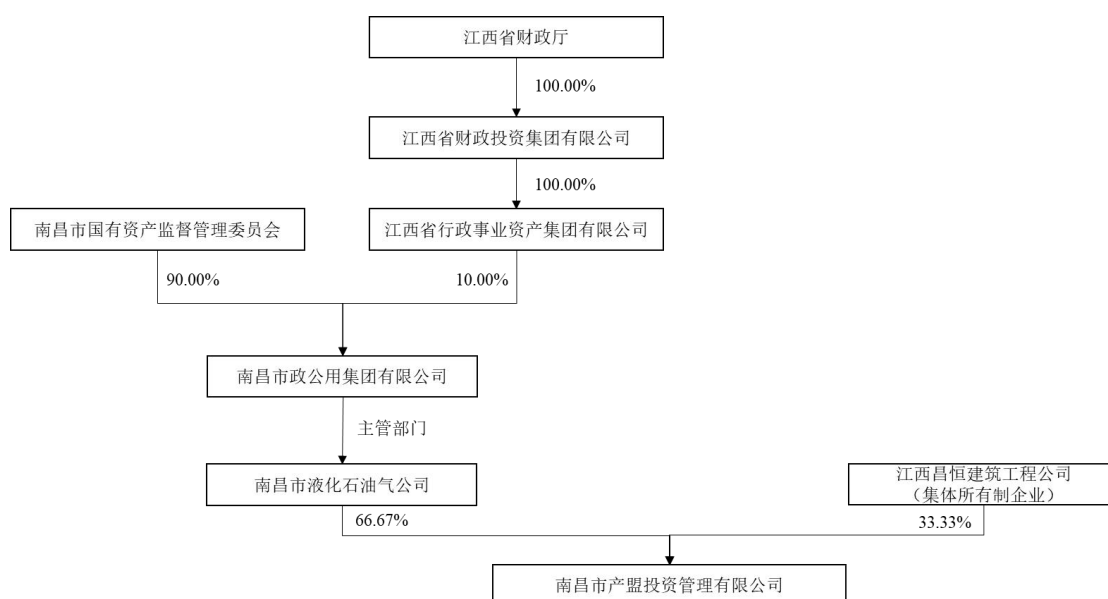 江西省财政厅
100.00%
江西省财政投资集团有限公司
100.00%
南昌市国有资产监督管理委员会
江西省行政事业资产集团有限公司
90.00%
10.00%
南昌市政公用集团有限公司
主管部门
南昌市液化石油气公司
江西昌恒建筑工程公司
（集体所有制企业）
66.67%
33.33%
南昌市产盟投资管理有限公司